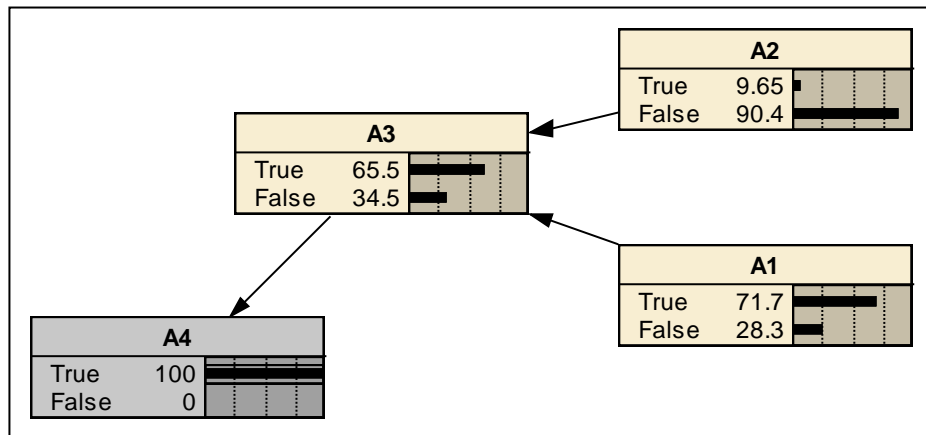 A2
True 9.65
False 90.4
A3
True 65.5
False 34.5
A1
True 71.7
False 28.3
A4
True 100
False 0